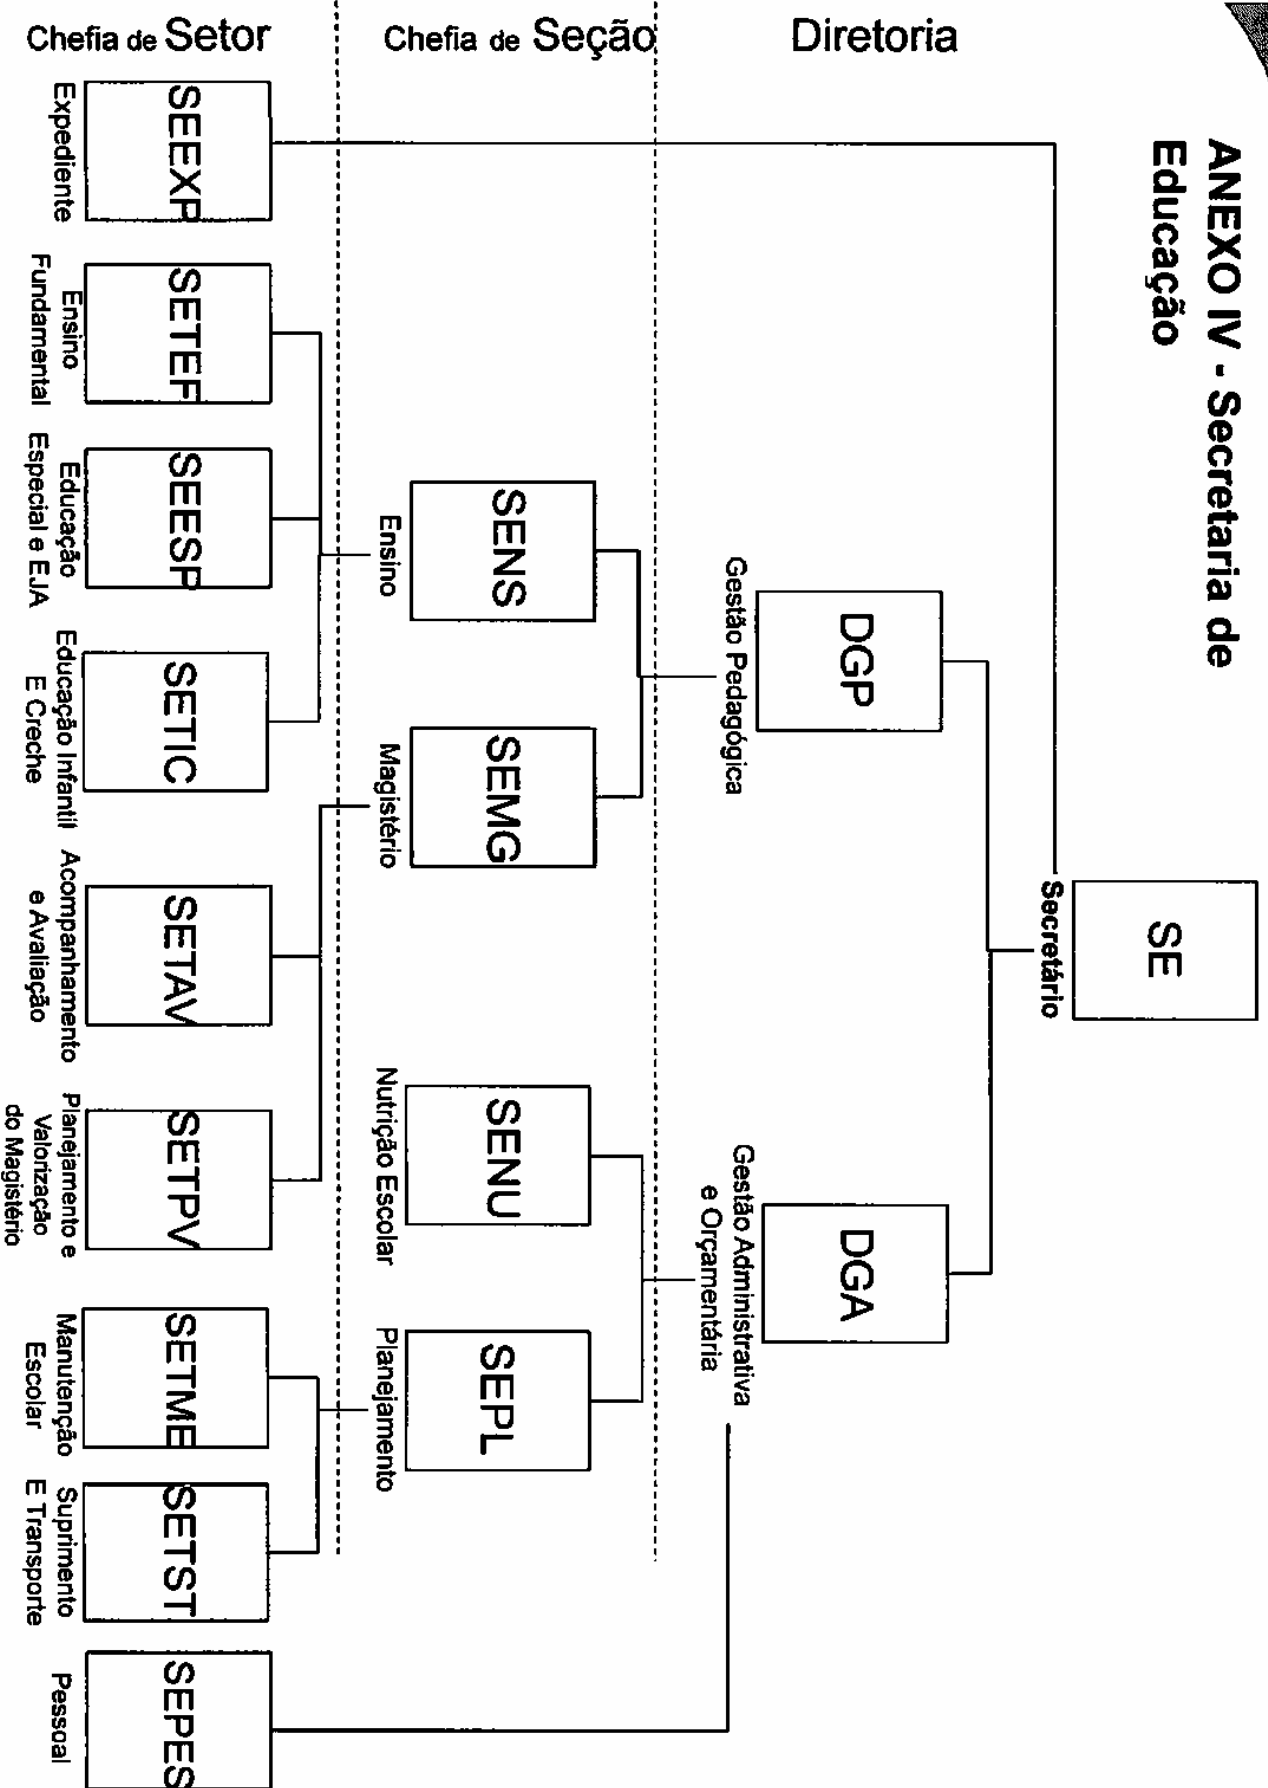 ANEXO IV - Secretaria de
Educação
SE
Secretário
Diretoria
DGP
Gestão Pedagógica
DGA
Gestão Administrativa
e Orçamentária
Chefia de Seção
SENS
Ensino
SEMG
Magistério
SENU
Nutrição Escolar
SEPL
Planejamento
Chefia de Setor
SEEXP
Expediente
SETEF
Ensino
Fundamental
SEESP
Educação
Especial e EJA
SETIC
Educação Infantil
E Creche
SETAV
Acompanhamento
e Avaliação
SETPV
Planejamento e
Valorização
do Magistério
SETME
Manutenção
Escolar
SETST
Suprimento
E Transporte
SEPES
Pessoal